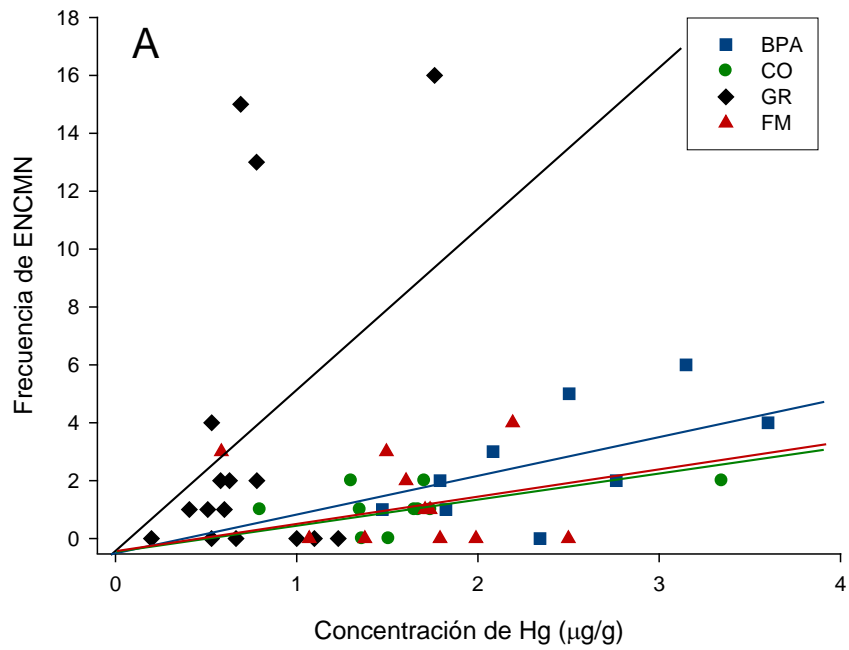 A
BPA
CO
GR
FM
Frecuencia de ENCMN
18
16
14
12
10
8
6
4
2
0
0 1 2 3 4
Concentración de Hg (µg/g)